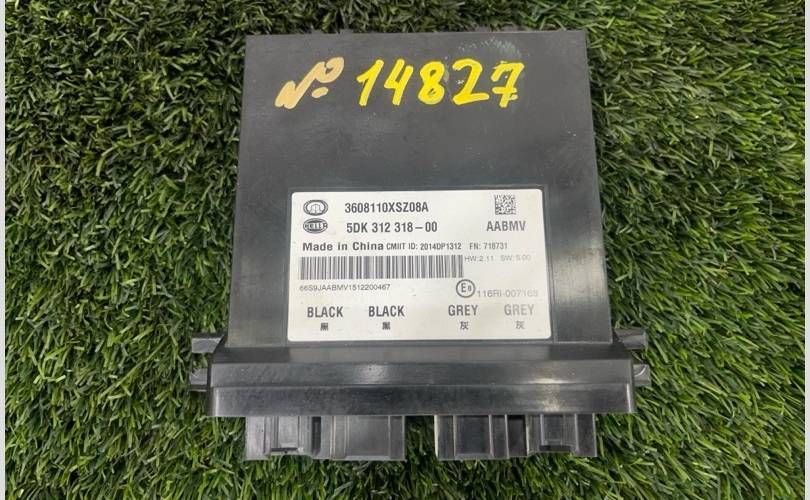 № 14827
3608110XSZ08A
HELLA 5DK 312 318-00 AABMV
Made in China CMIIT ID: 2014DP1312 FN: 718731
HW:2.11 SW:5.00
66S9JAABMV1512200467
E8 116RI-007168
BLACK BLACK GREY GREY
黑 黑 灰 灰